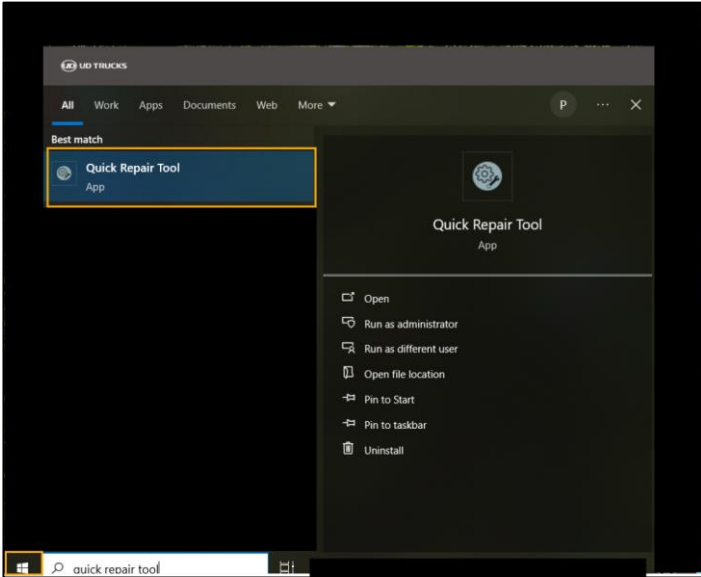 UD TRUCKS
All Work Apps Documents Web More
P ...
Best match
Quick Repair Tool
App
Quick Repair Tool
App
Open
Run as administrator
Run as different user
Open file location
Pin to Start
Pin to taskbar
Uninstall
quick repair tool